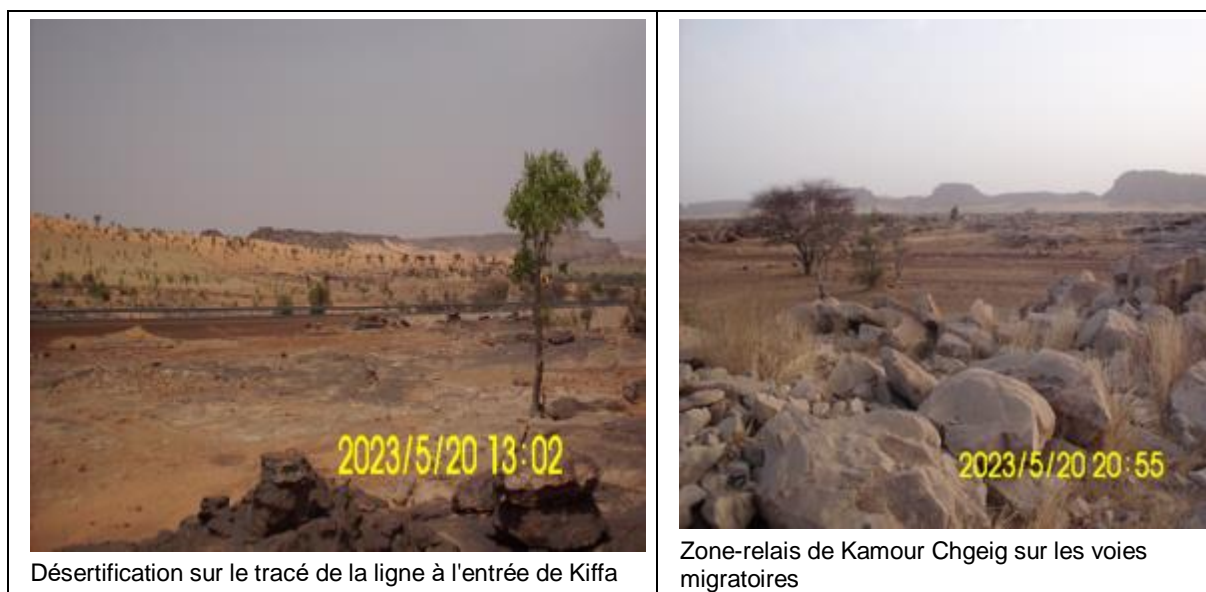 2023/5/20 13:02
Désertification sur le tracé de la ligne à l'entrée de Kiffa
2023/5/20 20:55
Zone-relais de Kamour Chgeig sur les voies
migratoires